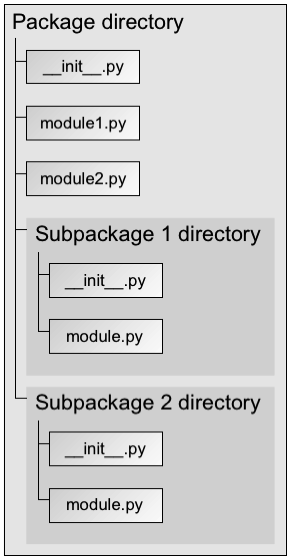 Package directory
__init__.py
module1.py
module2.py
Subpackage 1 directory
__init__.py
module.py
Subpackage 2 directory
__init__.py
module.py